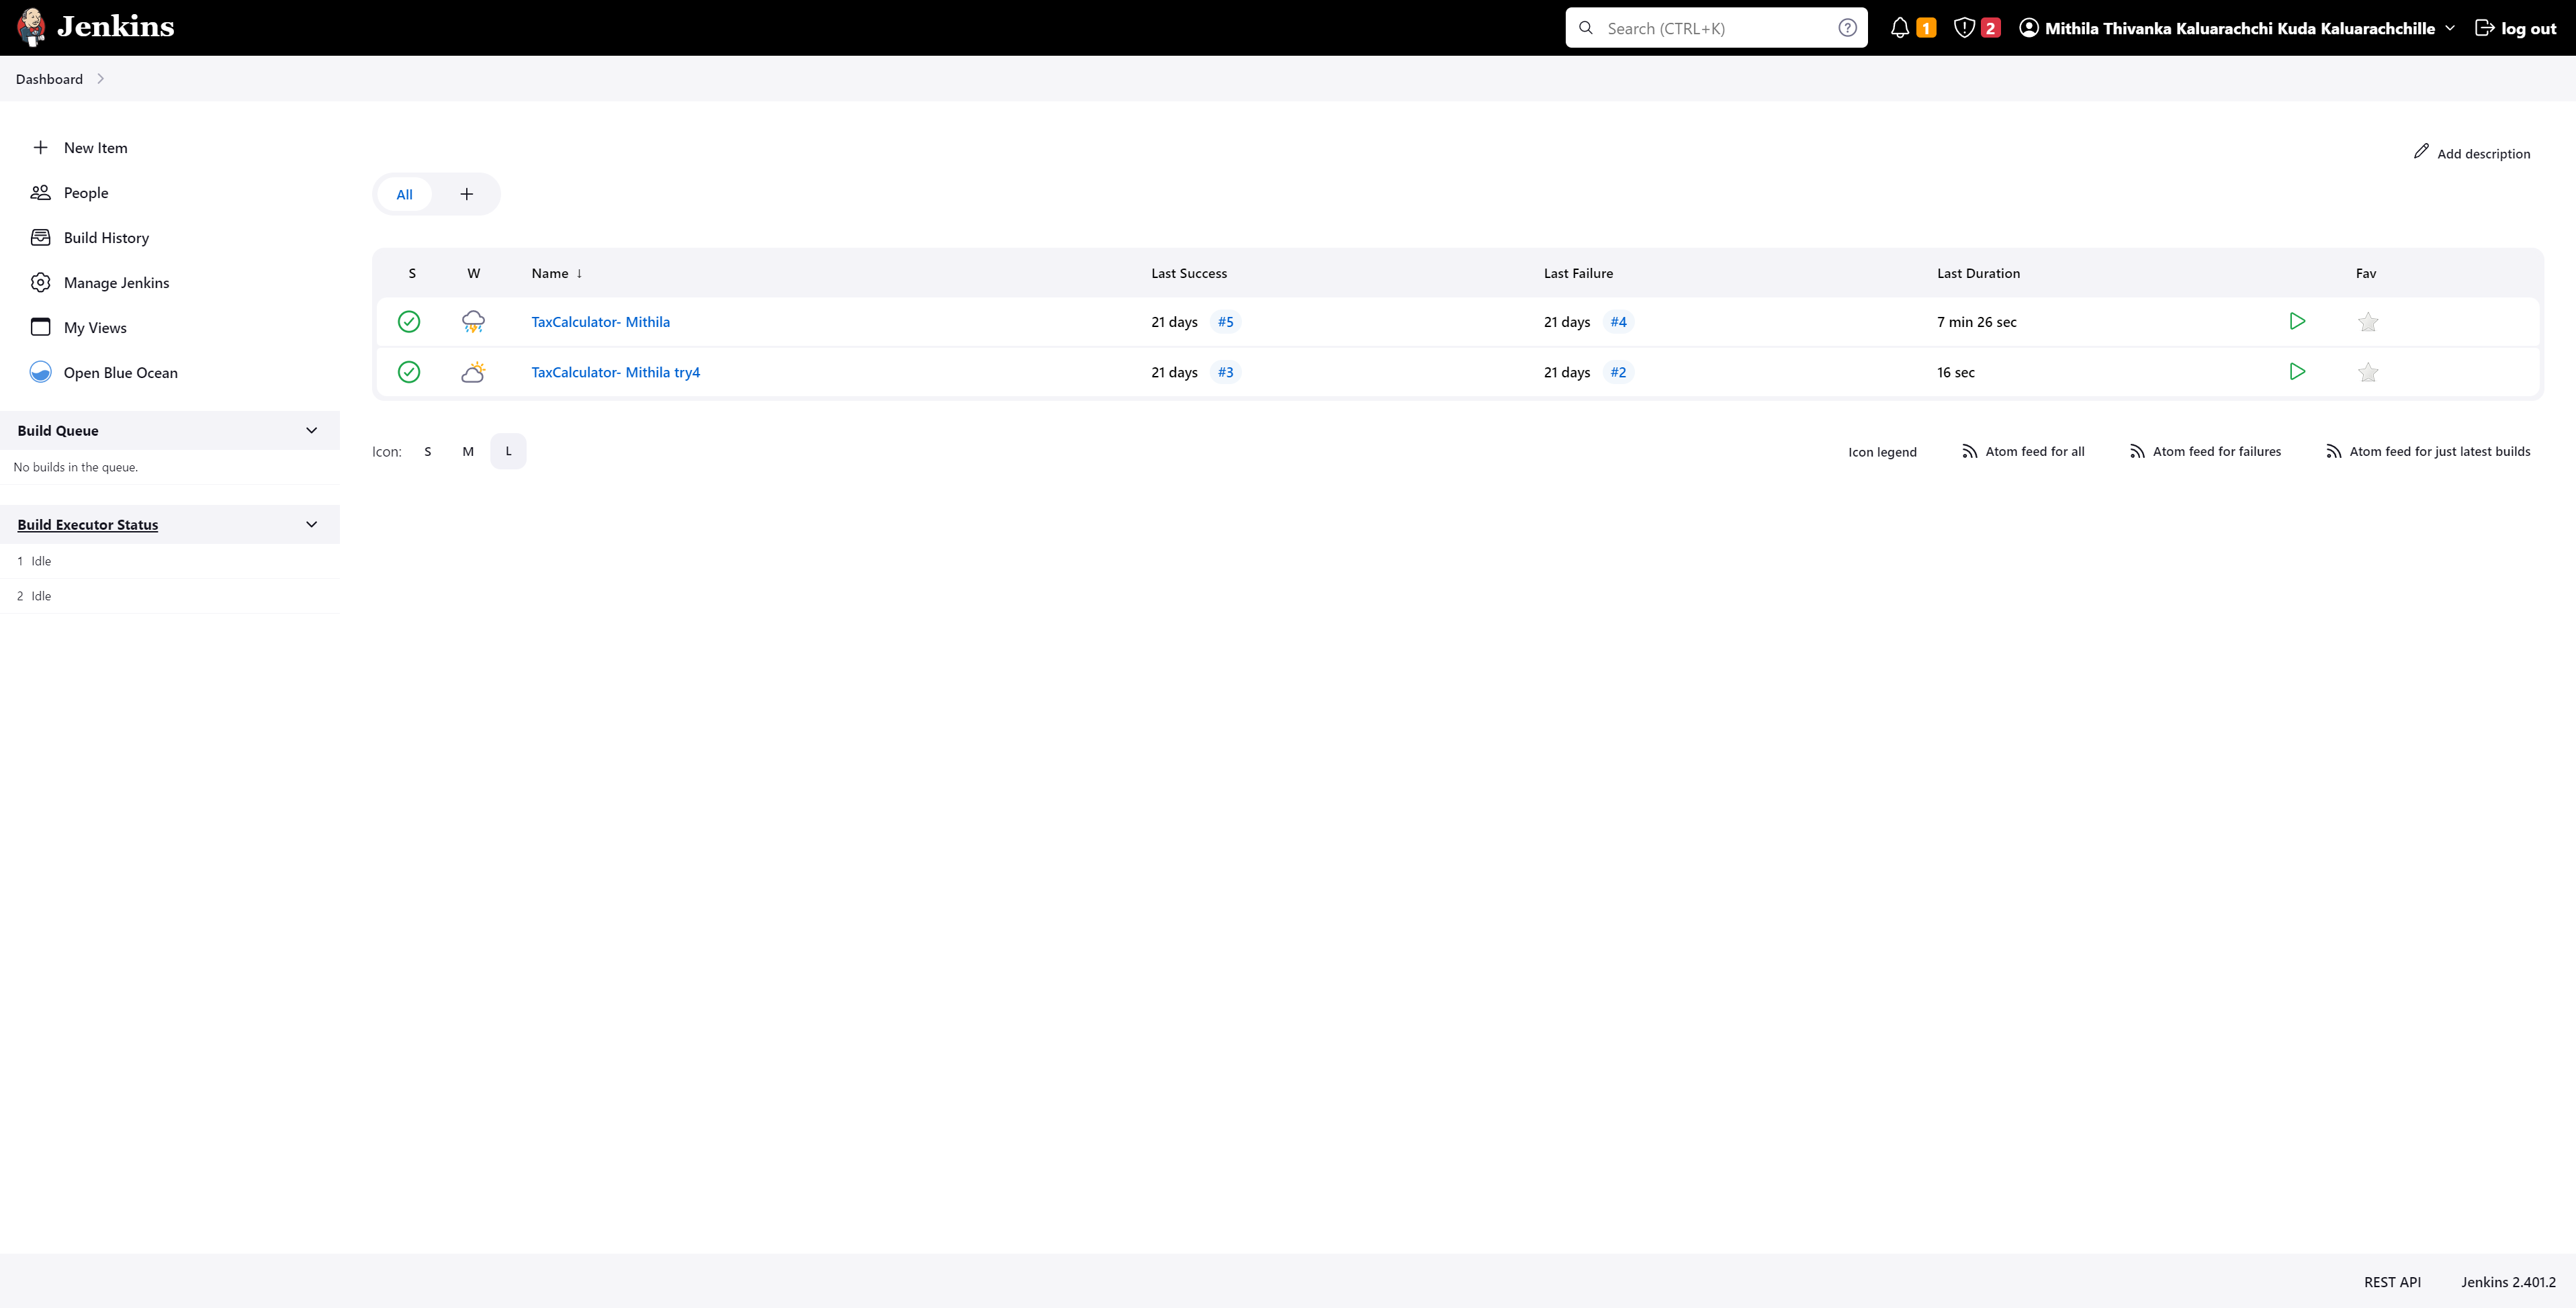 Jenkins
Search (CTRL+K)
1
2
Mithila Thivanka Kaluarachchi Kuda Kaluarachchille
log out
Dashboard
New Item
People
Build History
Manage Jenkins
My Views
Open Blue Ocean
Build Queue
No builds in the queue.
Build Executor Status
1 Idle
2 Idle
Add description
All
S W Name ↓ Last Success Last Failure Last Duration Fav
TaxCalculator- Mithila 21 days #5 21 days #4 7 min 26 sec
TaxCalculator- Mithila try4 21 days #3 21 days #2 16 sec
Icon: S M L
Icon legend
Atom feed for all
Atom feed for failures
Atom feed for just latest builds
REST API
Jenkins 2.401.2